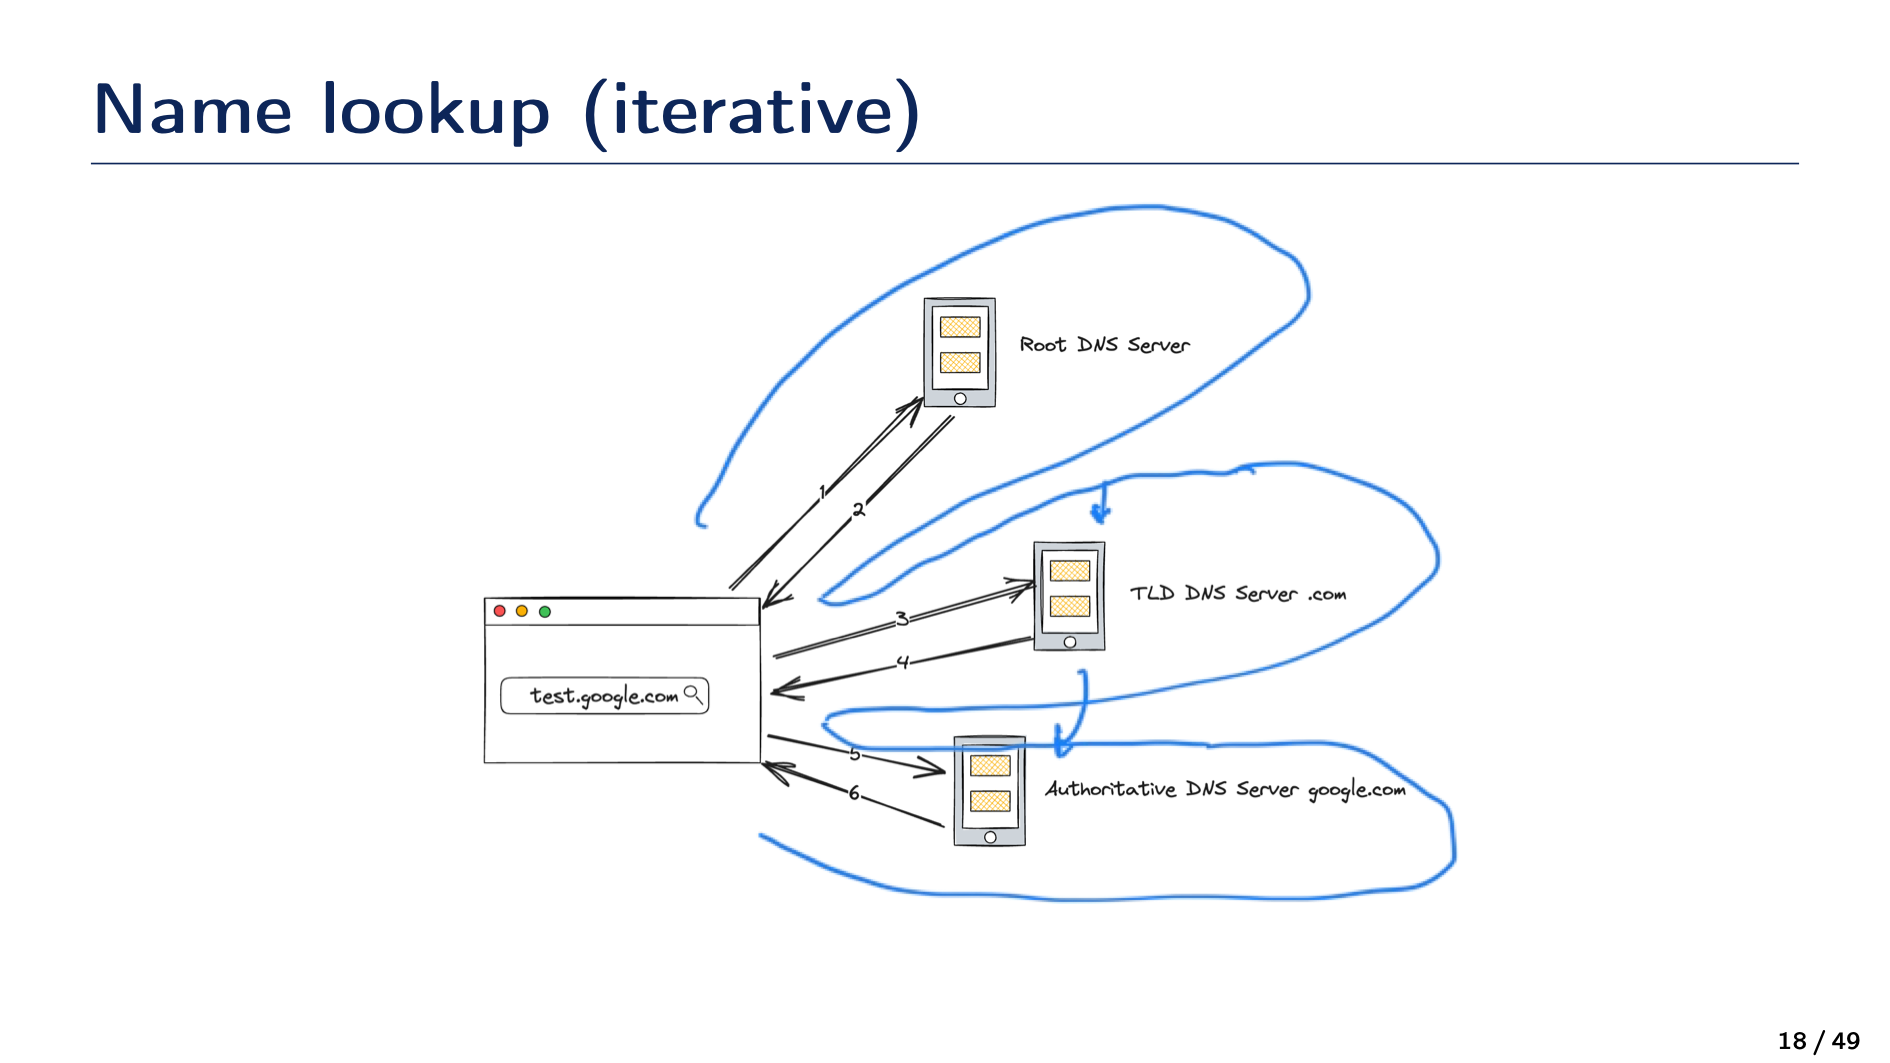 Name lookup (iterative)
Root DNS Server
1
2
TLD DNS Server .com
3
4
test.google.com
5
Authoritative DNS Server google.com
6
18 / 49